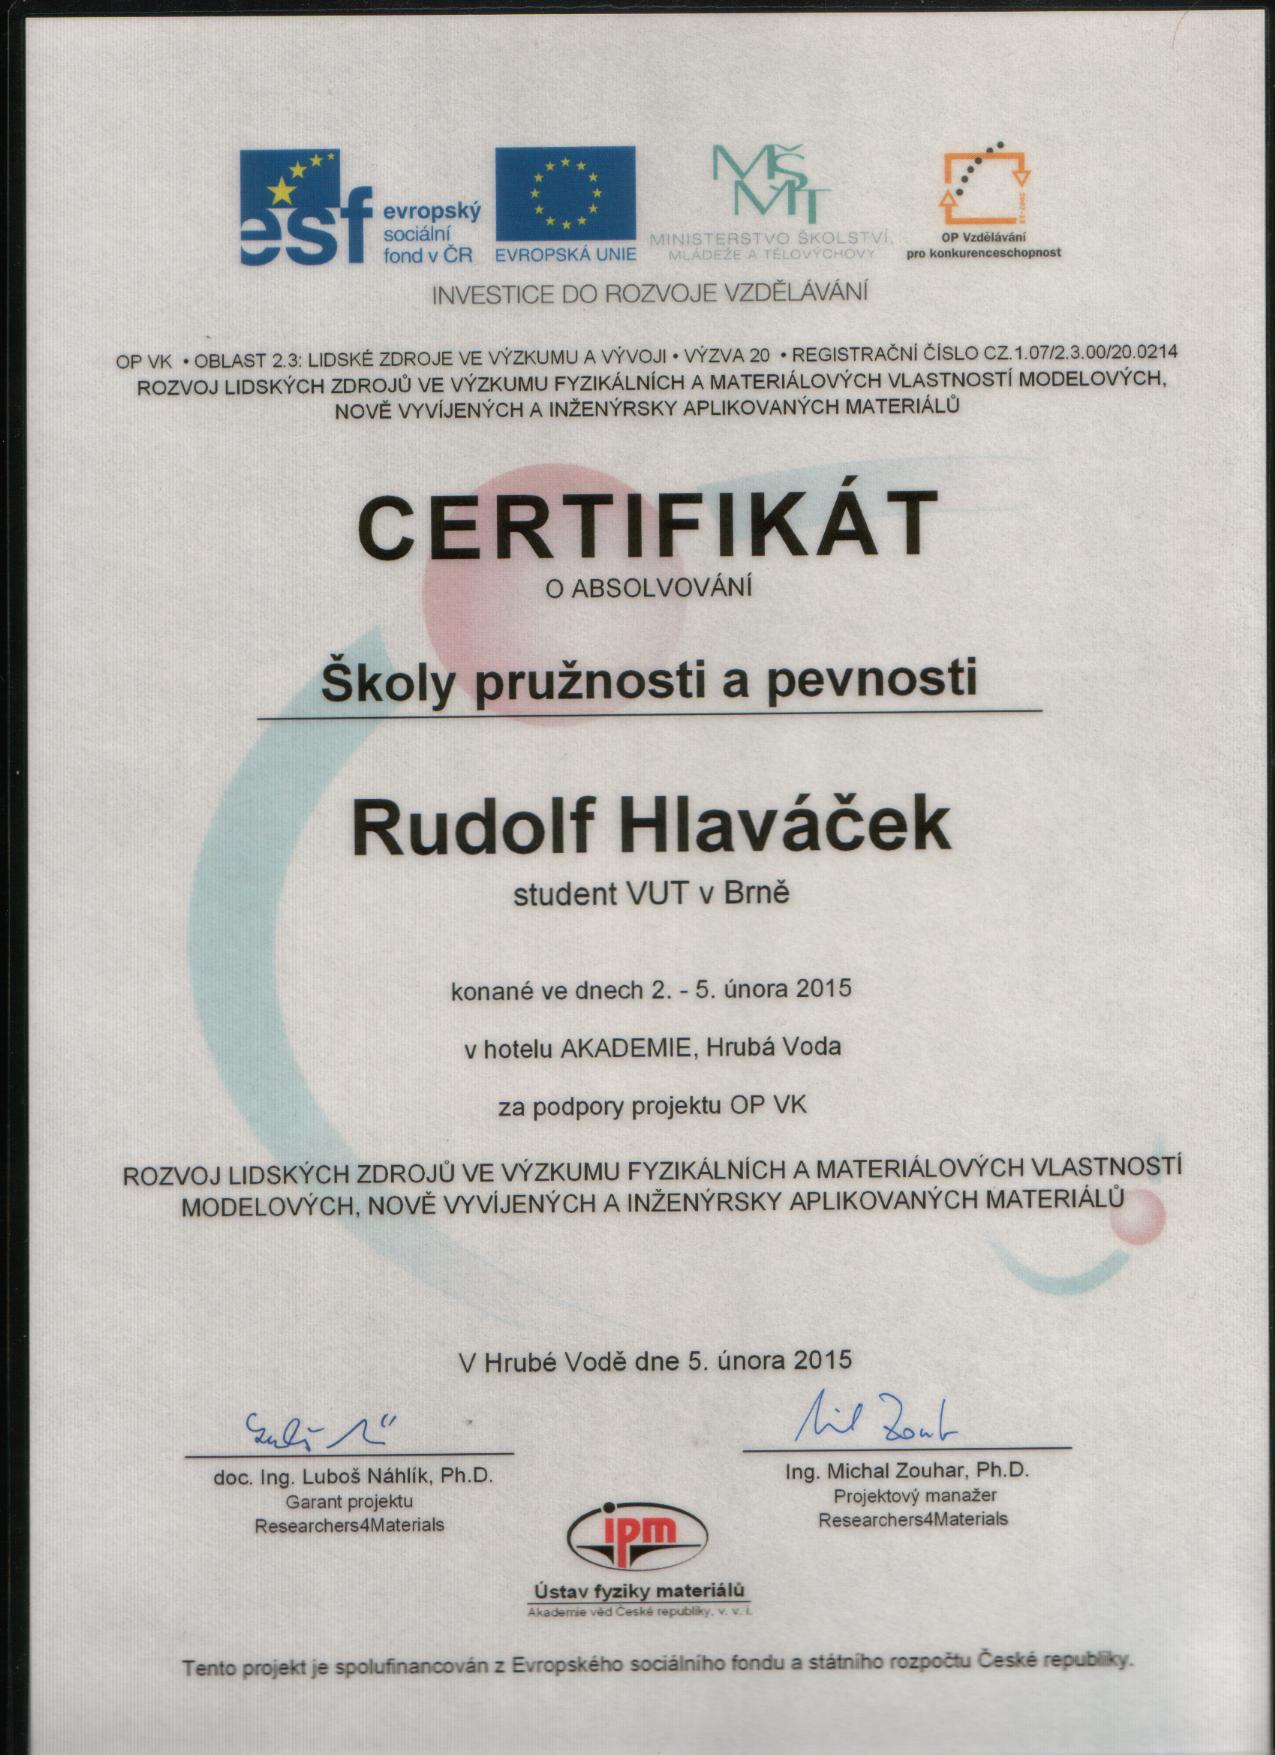 esf evropský
sociální
fond v ČR
EVROPSKÁ UNIE
MŠMT
MINISTERSTVO ŠKOLSTVÍ,
MLÁDEŽE A TĚLOVÝCHOVY
OP Vzdělávání
pro konkurenceschopnost
INVESTICE DO ROZVOJE VZDĚLÁVÁNÍ
OP VK • OBLAST 2.3: LIDSKÉ ZDROJE VE VÝZKUMU A VÝVOJI • VÝZVA 20 • REGISTRAČNÍ ČÍSLO CZ.1.07/2.3.00/20.0214
ROZVOJ LIDSKÝCH ZDROJŮ VE VÝZKUMU FYZIKÁLNÍCH A MATERIÁLOVÝCH VLASTNOSTÍ MODELOVÝCH,
NOVĚ VYVÍJENÝCH A INŽENÝRSKY APLIKOVANÝCH MATERIÁLŮ
CERTIFIKÁT
O ABSOLVOVÁNÍ
Školy pružnosti a pevnosti
Rudolf Hlaváček
student VUT v Brně
konané ve dnech 2. - 5. února 2015
v hotelu AKADEMIE, Hrubá Voda
za podpory projektu OP VK
ROZVOJ LIDSKÝCH ZDROJŮ VE VÝZKUMU FYZIKÁLNÍCH A MATERIÁLOVÝCH VLASTNOSTÍ
MODELOVÝCH, NOVĚ VYVÍJENÝCH A INŽENÝRSKY APLIKOVANÝCH MATERIÁLŮ
V Hrubé Vodě dne 5. února 2015
doc. Ing. Luboš Náhlík, Ph.D.
Garant projektu
Researchers4Materials
Ing. Michal Zouhar, Ph.D.
Projektový manažer
Researchers4Materials
ipm
Ústav fyziky materiálů
Akademie věd České republiky, v. v. i.
Tento projekt je spolufinancován z Evropského sociálního fondu a státního rozpočtu České republiky.